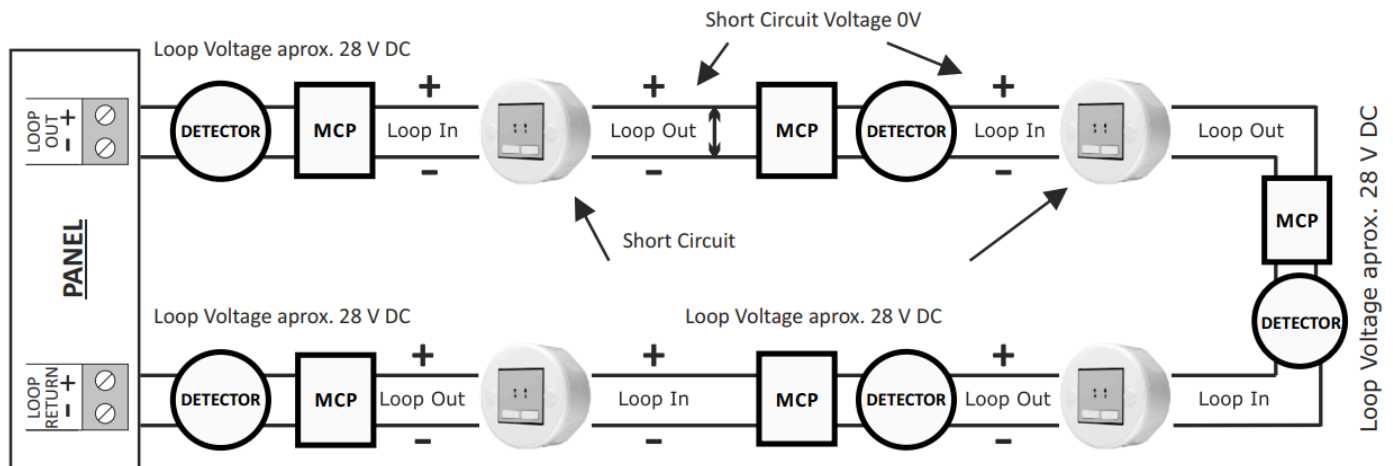 Short Circuit Voltage 0V
Loop Voltage aprox. 28 V DC
LOOP
OUT
- +
DETECTOR
MCP
+
Loop In
-
+
Loop Out
-
MCP
DETECTOR
+
Loop In
-
Loop Out
MCP
DETECTOR
Loop Voltage aprox. 28 V DC
Short Circuit
PANEL
Loop Voltage aprox. 28 V DC
Loop Voltage aprox. 28 V DC
LOOP
RETURN
- +
DETECTOR
MCP
+
Loop Out
-
+
Loop In
-
MCP
DETECTOR
+
Loop Out
-
Loop In